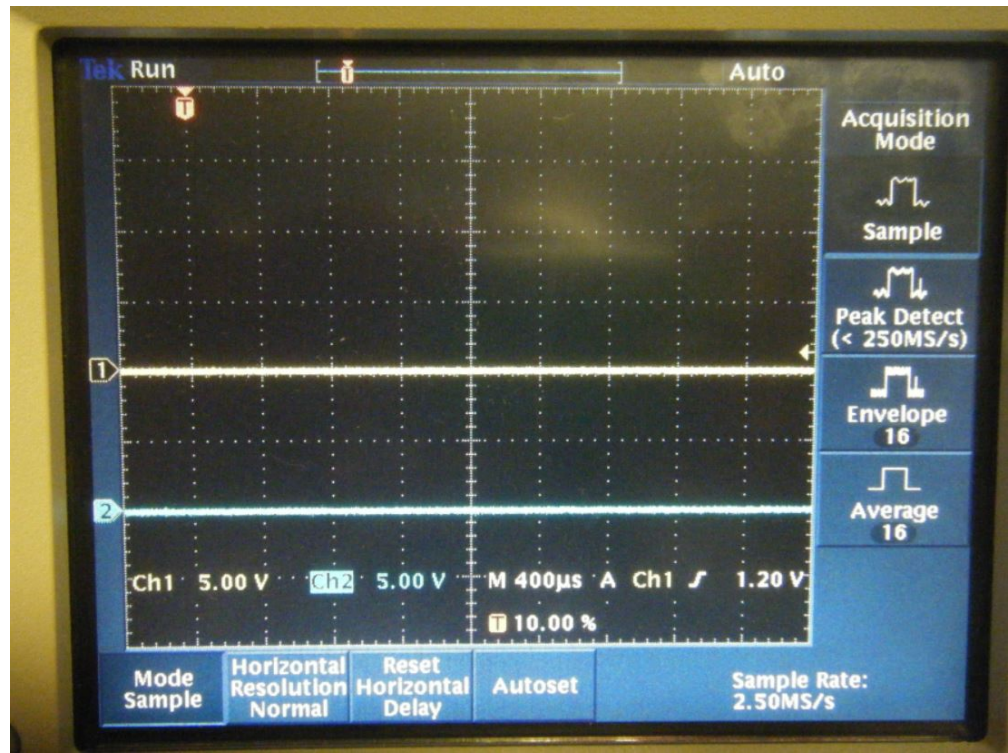 Tek Run
T
Auto
T
Acquisition
Mode
Sample
Peak Detect
(< 250MS/s)
1
Envelope
16
2
Average
16
Ch1 5.00 V Ch2 5.00 V M 400µs A Ch1 1.20 V
T 10.00 %
Mode
Sample
Horizontal
Resolution
Normal
Reset
Horizontal
Delay
Autoset
Sample Rate:
2.50MS/s